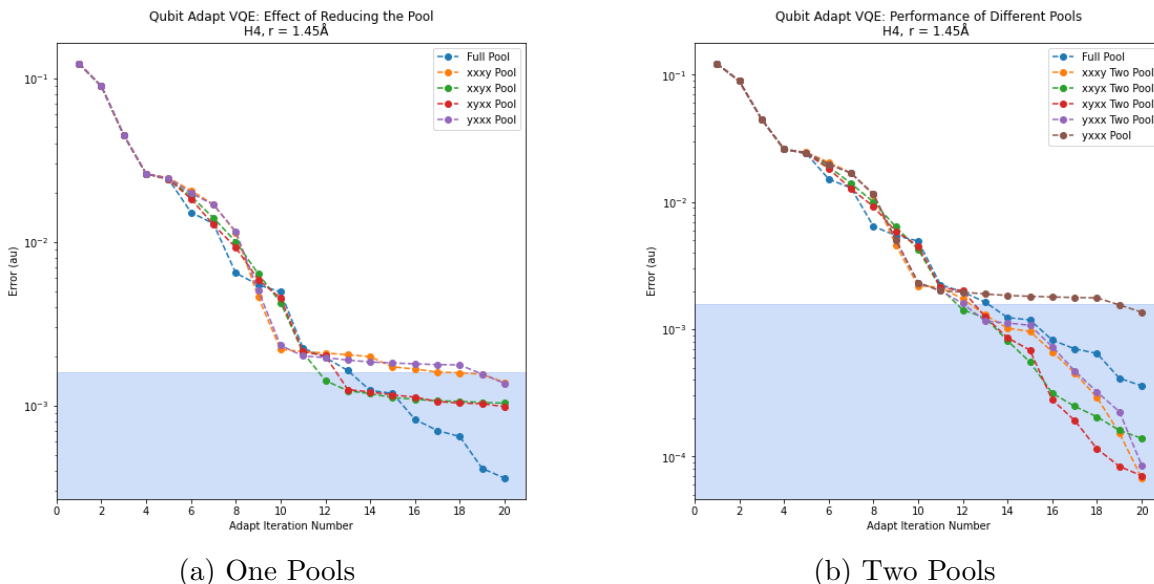 Qubit Adapt VQE: Effect of Reducing the Pool
H4, r = 1.45Å
Full Pool
xxxy Pool
xxyx Pool
xyxx Pool
yxxx Pool
Error (au)
10⁻¹
10⁻²
10⁻³
0 2 4 6 8 10 12 14 16 18 20
Adapt Iteration Number
(a) One Pools
Qubit Adapt VQE: Performance of Different Pools
H4, r = 1.45Å
Full Pool
xxxy Two Pool
xxyx Two Pool
xyxx Two Pool
yxxx Two Pool
yxxx Pool
Error (au)
10⁻¹
10⁻²
10⁻³
10⁻⁴
0 2 4 6 8 10 12 14 16 18 20
Adapt Iteration Number
(b) Two Pools